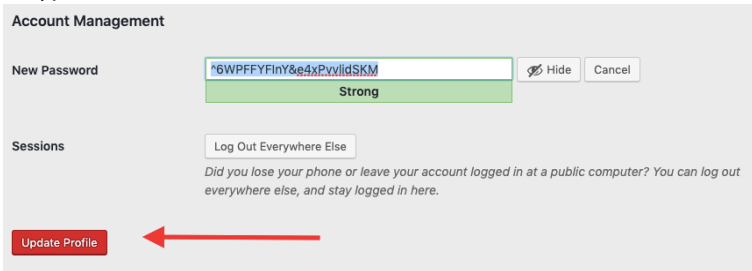 Account Management
New Password
^6WPFFYFlnY&e4xPvvlidSKM
Hide
Cancel
Strong
Sessions
Log Out Everywhere Else
Did you lose your phone or leave your account logged in at a public computer? You can log out
everywhere else, and stay logged in here.
Update Profile